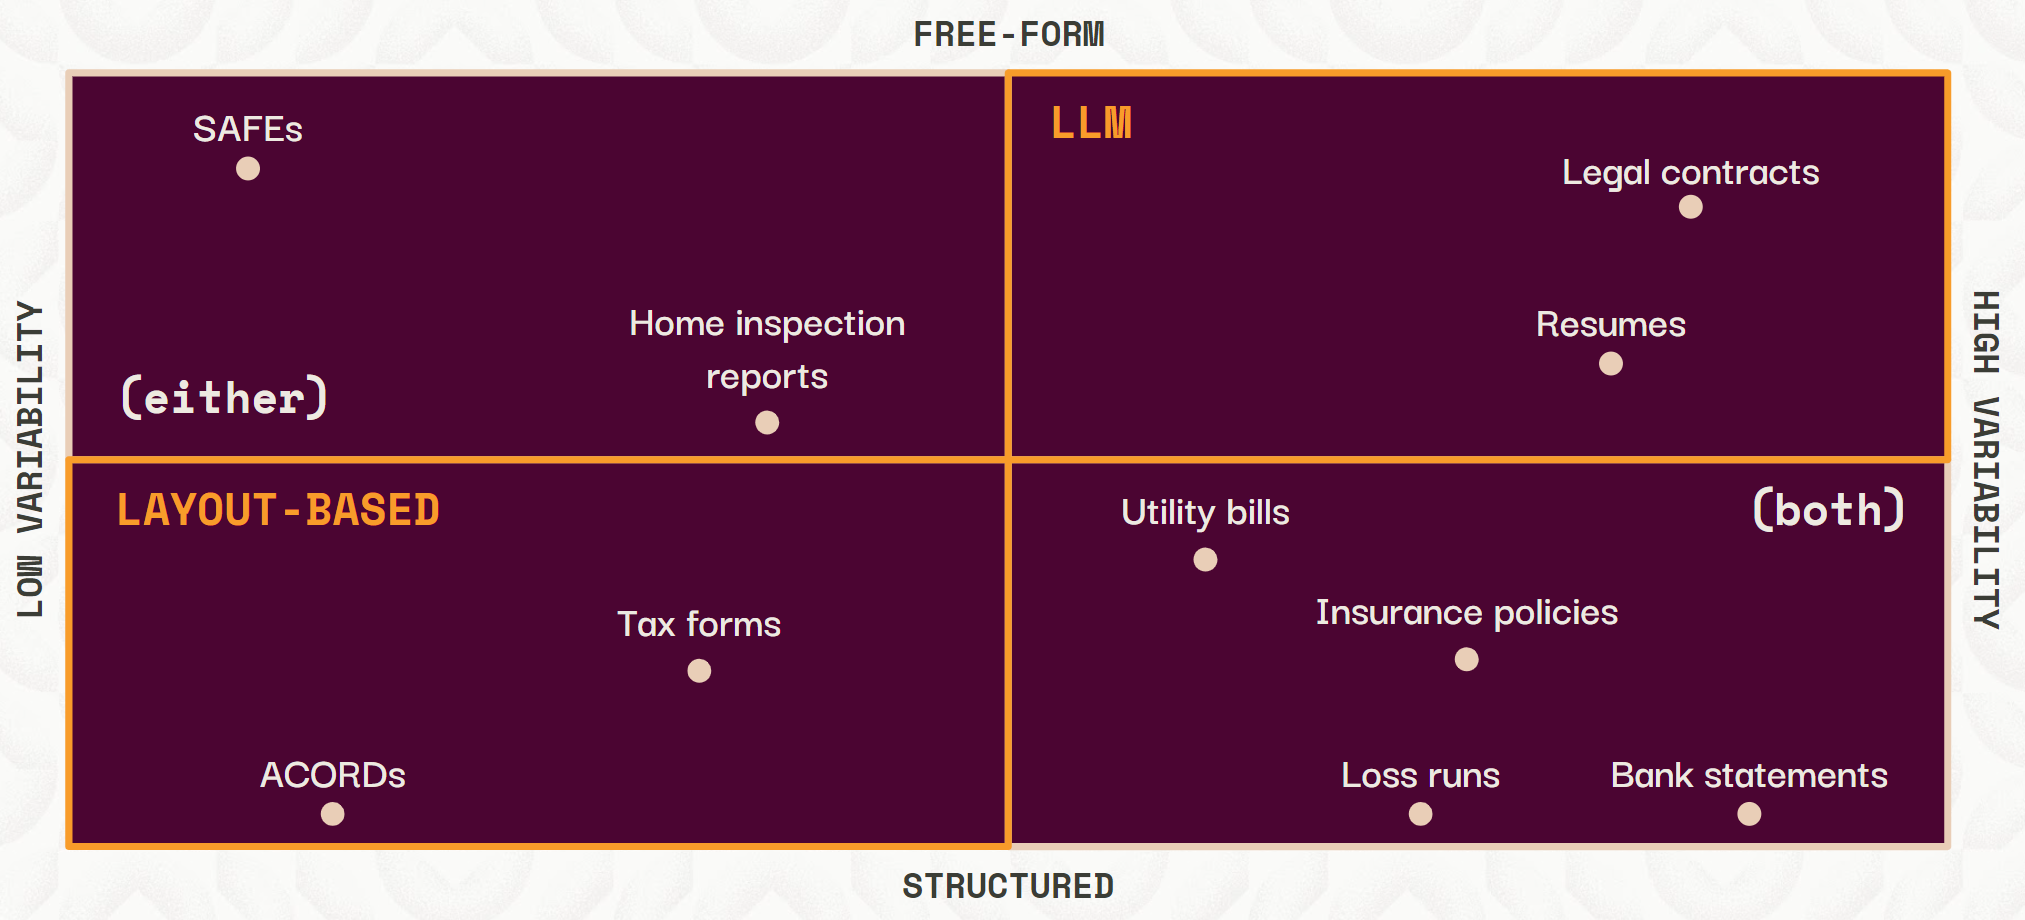 FREE-FORM
SAFEs
LLM
Legal contracts
Home inspection
reports
Resumes
(either)
LOW VARIABILITY
HIGH VARIABILITY
LAYOUT-BASED
Utility bills
(both)
Tax forms
Insurance policies
ACORDs
Loss runs
Bank statements
STRUCTURED